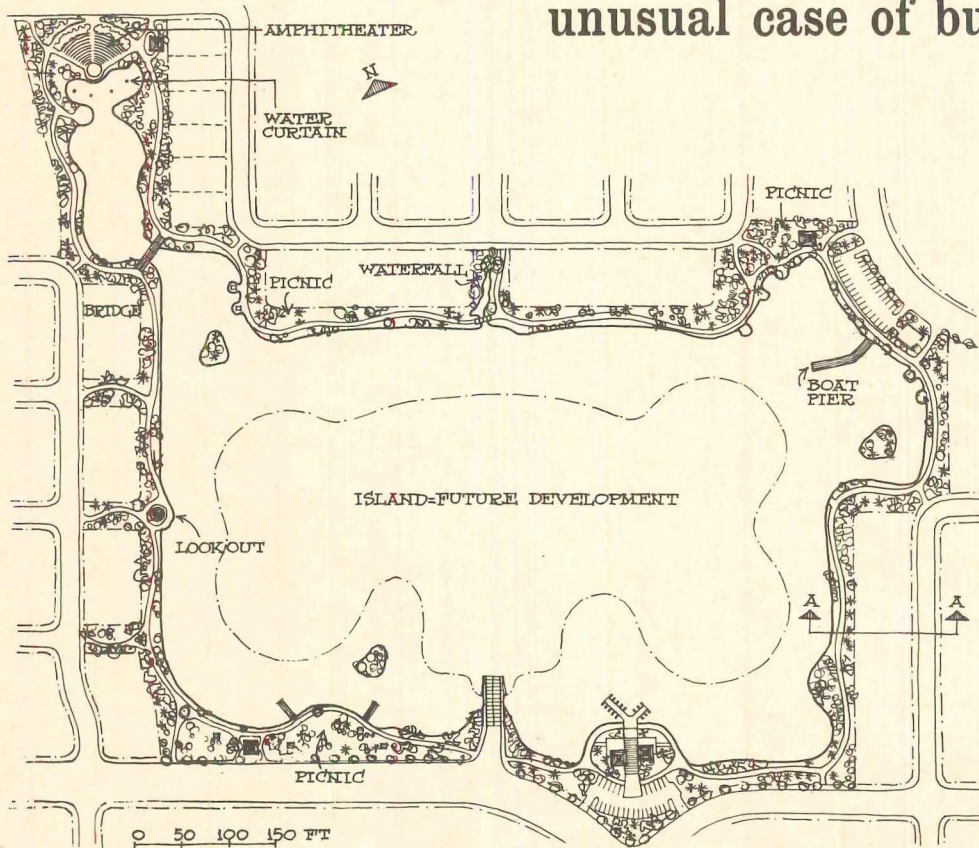 unusual case of bu
AMPHITHEATER
N
WATER
CURTAIN
PICNIC
PICNIC
WATERFALL
BRIDGE
BOAT
PIER
ISLAND=FUTURE DEVELOPMENT
LOOKOUT
A
A
PICNIC
0 50 100 150 FT